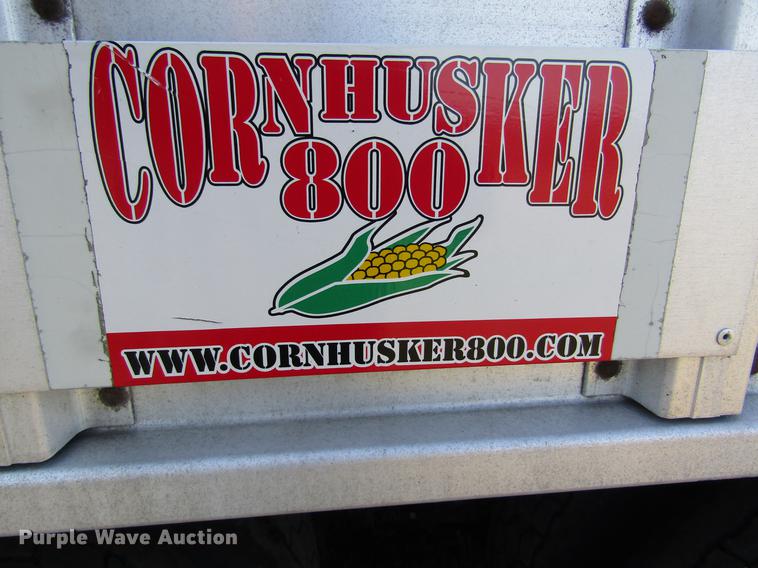 CORNHUSKER
800
WWW.CORNHUSKER800.COM
Purple Wave Auction